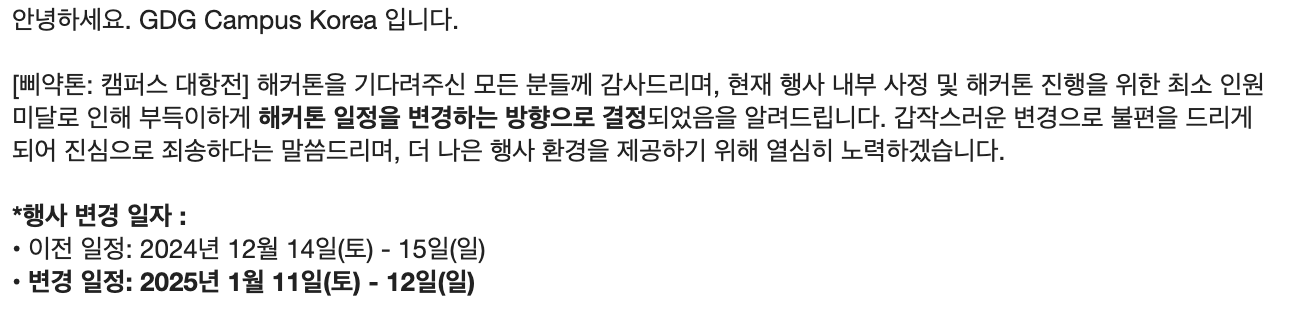 안녕하세요. GDG Campus Korea 입니다.
[삐약톤: 캠퍼스 대항전] 해커톤을 기다려주신 모든 분들께 감사드리며, 현재 행사 내부 사정 및 해커톤 진행을 위한 최소 인원
미달로 인해 부득이하게 해커톤 일정을 변경하는 방향으로 결정되었음을 알려드립니다. 갑작스러운 변경으로 불편을 드리게
되어 진심으로 죄송하다는 말씀드리며, 더 나은 행사 환경을 제공하기 위해 열심히 노력하겠습니다.
*행사 변경 일자 :
• 이전 일정: 2024년 12월 14일(토) - 15일(일)
• 변경 일정: 2025년 1월 11일(토) - 12일(일)